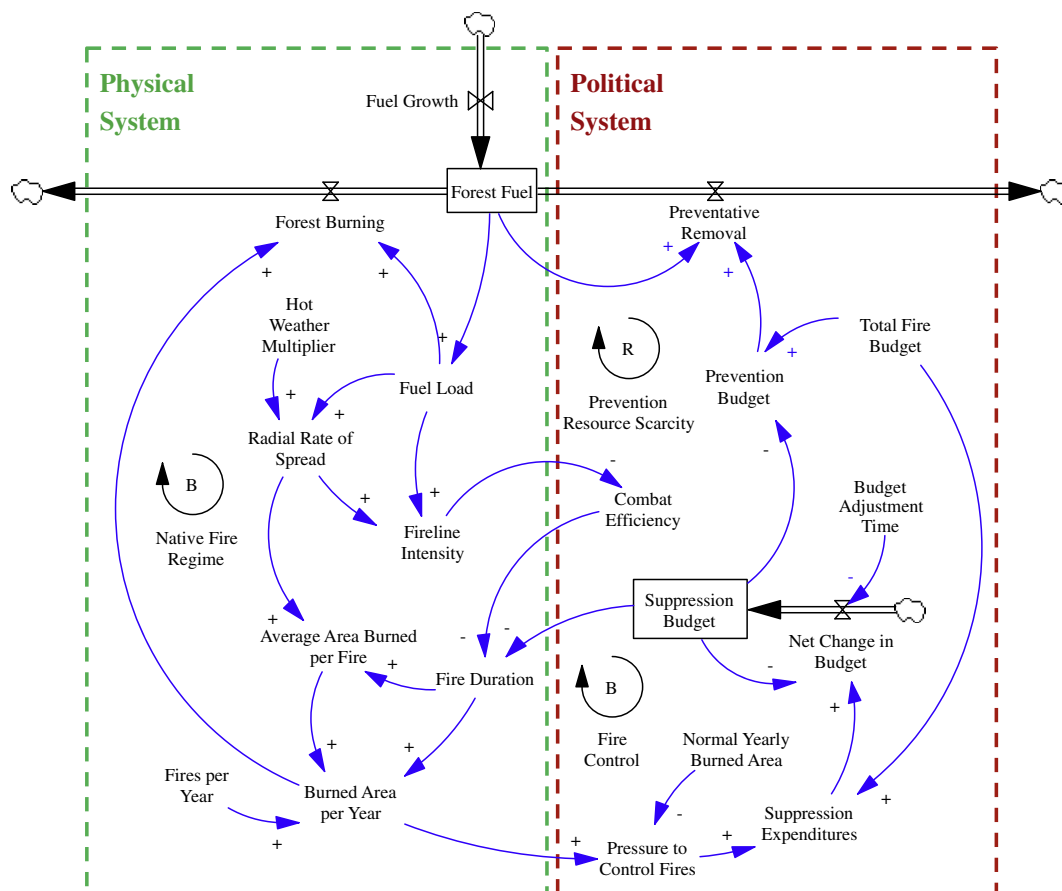 Physical
System
Political
System
Fuel Growth
Forest Fuel
Forest Burning
Preventative
Removal
+
+
+
+
Hot
Weather
Multiplier
+
R
Total Fire
Budget
+
Fuel Load
Prevention
Budget
+
+
Prevention
Resource Scarcity
Radial Rate of
Spread
-
-
B
+
+
Combat
Efficiency
Budget
Adjustment
Time
Native Fire
Regime
Fireline
Intensity
-
Suppression
Budget
+
Average Area Burned
per Fire
-
-
Net Change in
Budget
+
Fire Duration
B
-
+
+
+
Fire
Control
Normal Yearly
Burned Area
Fires per
Year
Burned Area
per Year
+
-
Suppression
Expenditures
+
+
+
Pressure to
Control Fires